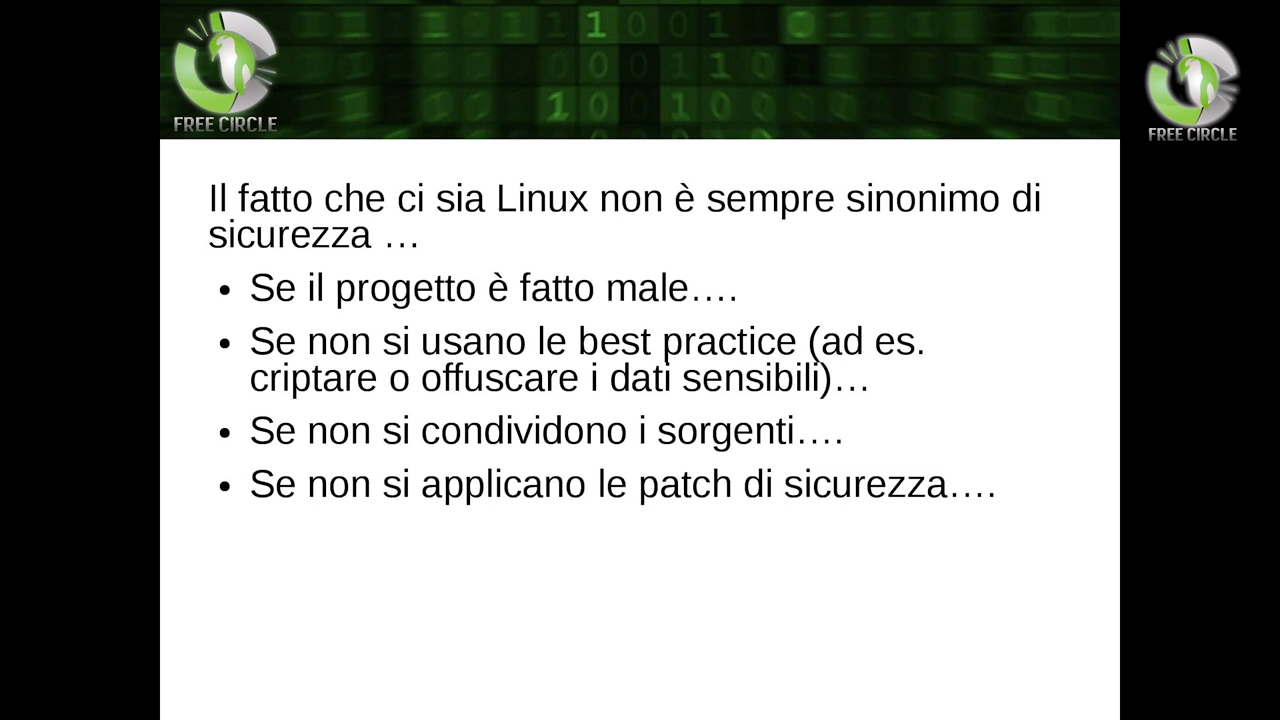 FREE CIRCLE
FREE CIRCLE
Il fatto che ci sia Linux non è sempre sinonimo di
sicurezza …
• Se il progetto è fatto male….
• Se non si usano le best practice (ad es.
criptare o offuscare i dati sensibili)…
• Se non si condividono i sorgenti….
• Se non si applicano le patch di sicurezza….